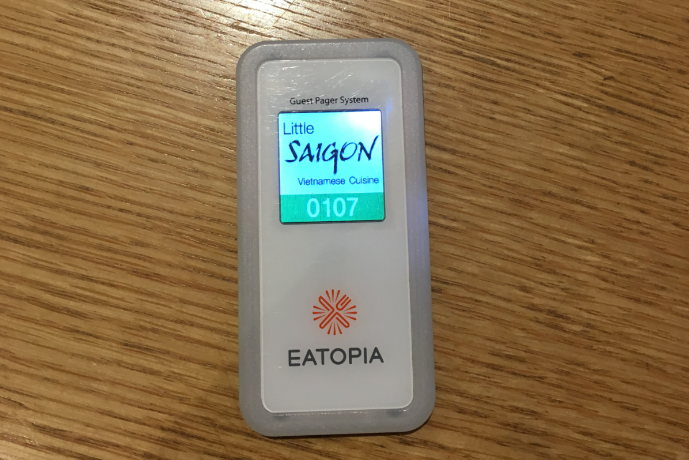 Guest Pager System
Little
SAIGON
Vietnamese Cuisine
0107
EATOPIA